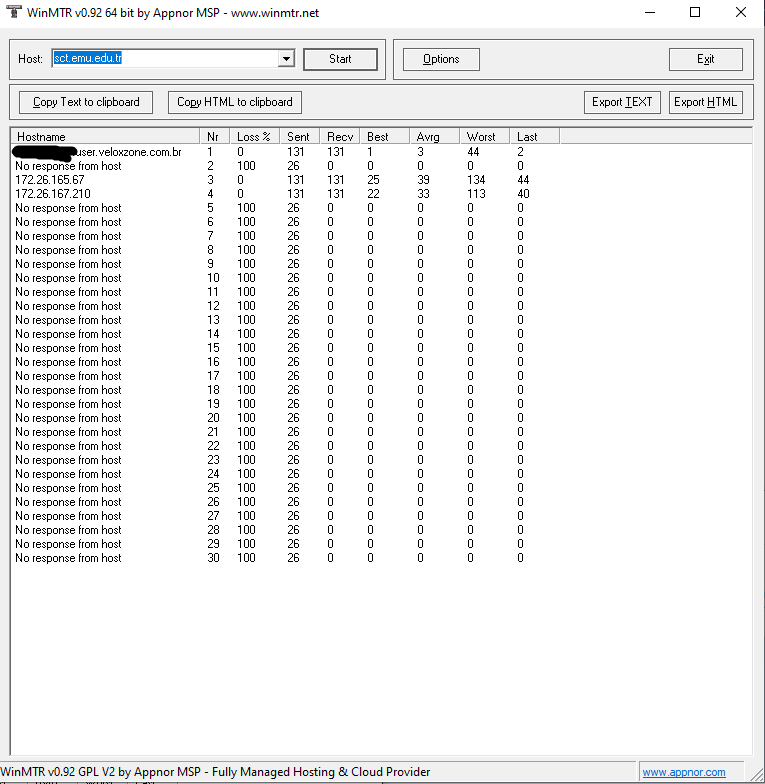 WinMTR v0.92 64 bit by Appnor MSP - www.winmtr.net
Host: sct.emu.edu.tr Start Options Exit
Copy Text to clipboard Copy HTML to clipboard Export TEXT Export HTML
Hostname Nr Loss % Sent Recv Best Avrg Worst Last
user.veloxzone.com.br 1 0 131 131 1 3 44 2
No response from host 2 100 26 0 0 0 0 0
172.26.165.67 3 0 131 131 25 39 134 44
172.26.167.210 4 0 131 131 22 33 113 40
No response from host 5 100 26 0 0 0 0 0
No response from host 6 100 26 0 0 0 0 0
No response from host 7 100 26 0 0 0 0 0
No response from host 8 100 26 0 0 0 0 0
No response from host 9 100 26 0 0 0 0 0
No response from host 10 100 26 0 0 0 0 0
No response from host 11 100 26 0 0 0 0 0
No response from host 12 100 26 0 0 0 0 0
No response from host 13 100 26 0 0 0 0 0
No response from host 14 100 26 0 0 0 0 0
No response from host 15 100 26 0 0 0 0 0
No response from host 16 100 26 0 0 0 0 0
No response from host 17 100 26 0 0 0 0 0
No response from host 18 100 26 0 0 0 0 0
No response from host 19 100 26 0 0 0 0 0
No response from host 20 100 26 0 0 0 0 0
No response from host 21 100 26 0 0 0 0 0
No response from host 22 100 26 0 0 0 0 0
No response from host 23 100 26 0 0 0 0 0
No response from host 24 100 26 0 0 0 0 0
No response from host 25 100 26 0 0 0 0 0
No response from host 26 100 26 0 0 0 0 0
No response from host 27 100 26 0 0 0 0 0
No response from host 28 100 26 0 0 0 0 0
No response from host 29 100 26 0 0 0 0 0
No response from host 30 100 26 0 0 0 0 0
WinMTR v0.92 GPL V2 by Appnor MSP - Fully Managed Hosting & Cloud Provider www.appnor.com